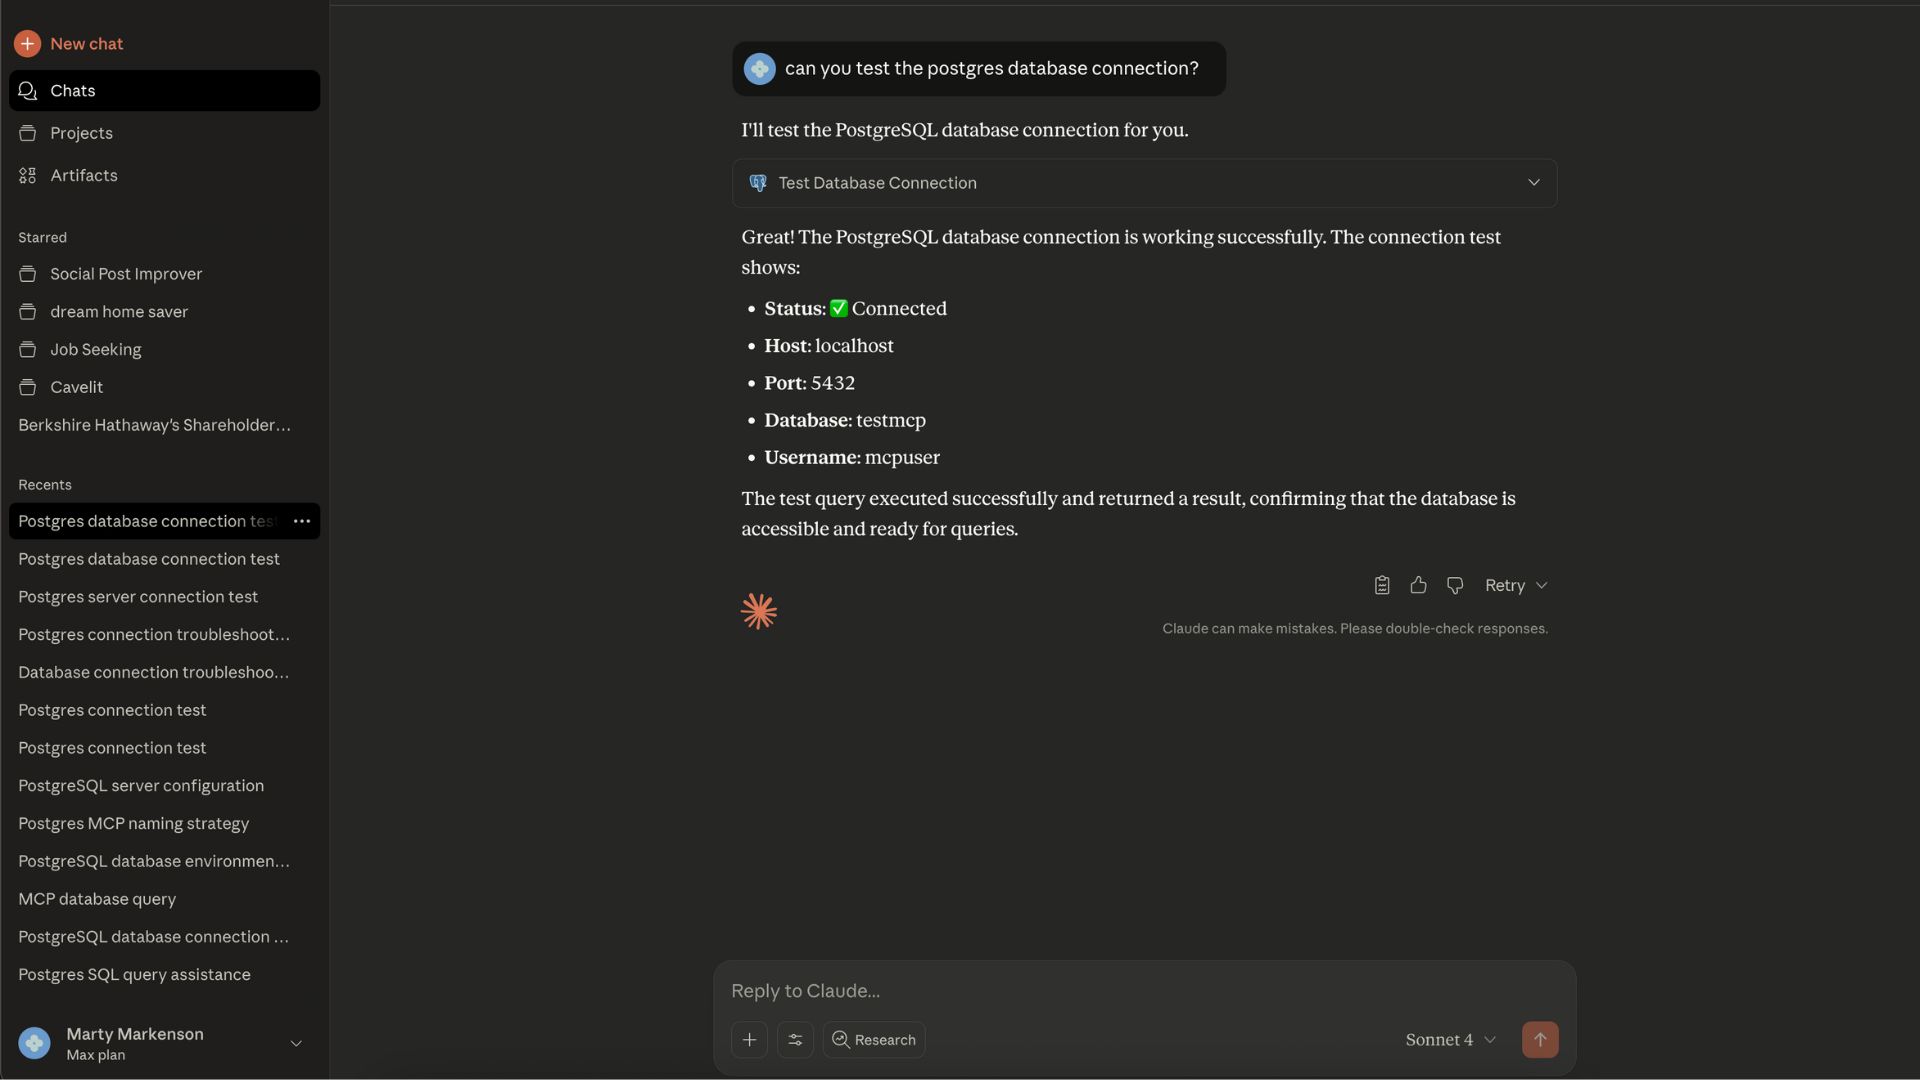 New chat
Chats
Projects
Artifacts
Starred
Social Post Improver
dream home saver
Job Seeking
Cavelit
Berkshire Hathaway's Shareholder...
Recents
Postgres database connection tes
Postgres database connection test
Postgres server connection test
Postgres connection troubleshoot...
Database connection troubleshoo...
Postgres connection test
Postgres connection test
PostgreSQL server configuration
Postgres MCP naming strategy
PostgreSQL database environmen...
MCP database query
PostgreSQL database connection ...
Postgres SQL query assistance
Marty Markenson
Max plan
can you test the postgres database connection?
I'll test the PostgreSQL database connection for you.
Test Database Connection
Great! The PostgreSQL database connection is working successfully. The connection test
shows:
• Status: ✅ Connected
• Host: localhost
• Port: 5432
• Database: testmcp
• Username: mcpuser
The test query executed successfully and returned a result, confirming that the database is
accessible and ready for queries.
Retry
Claude can make mistakes. Please double-check responses.
Reply to Claude...
Research
Sonnet 4